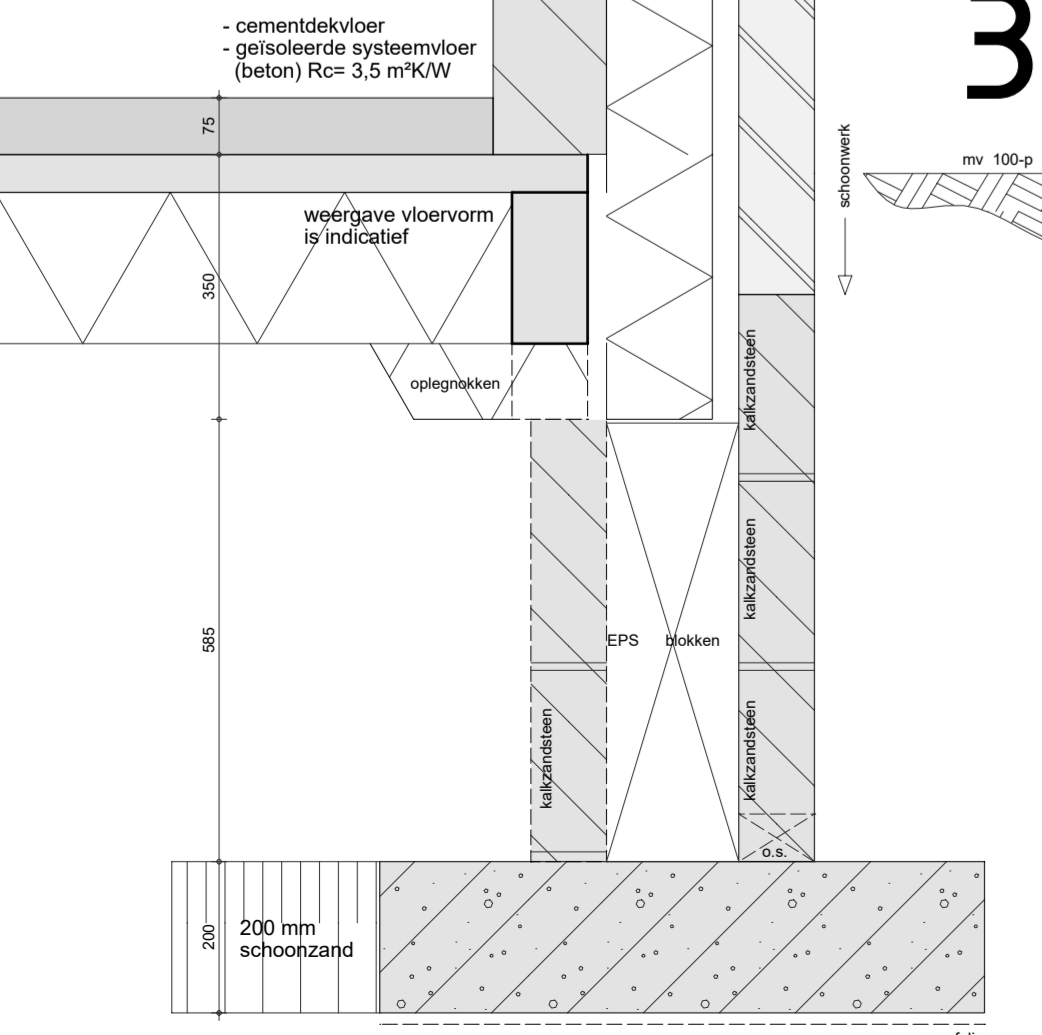 - cementdekvloer
- geïsoleerde systeemvloer
(beton) Rc= 3,5 m²K/W
3
75
schoonwerk
mv 100-p
weergave vloervorm
is indicatief
350
oplegnokken
kalkzandsteen
kalkzandsteen
585
EPS blokken
kalkzandsteen
kalkzandsteen
o.s.
200
200 mm
schoonzand